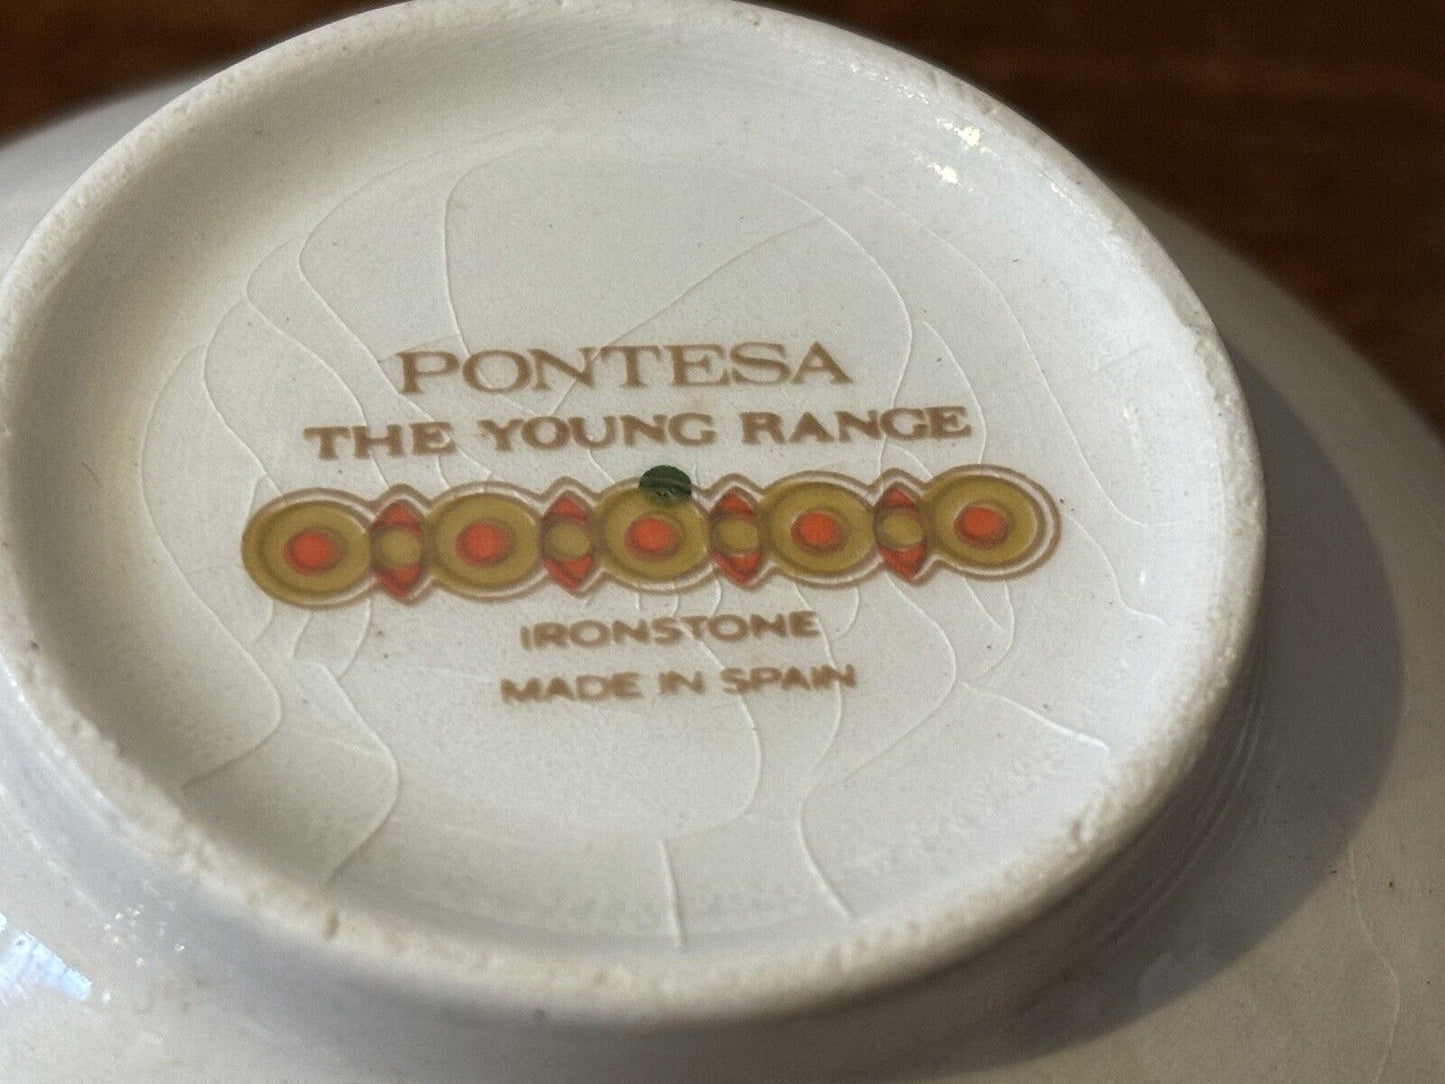 PONTESA
THE YOUNG RANGE
IRONSTONE
MADE IN SPAIN